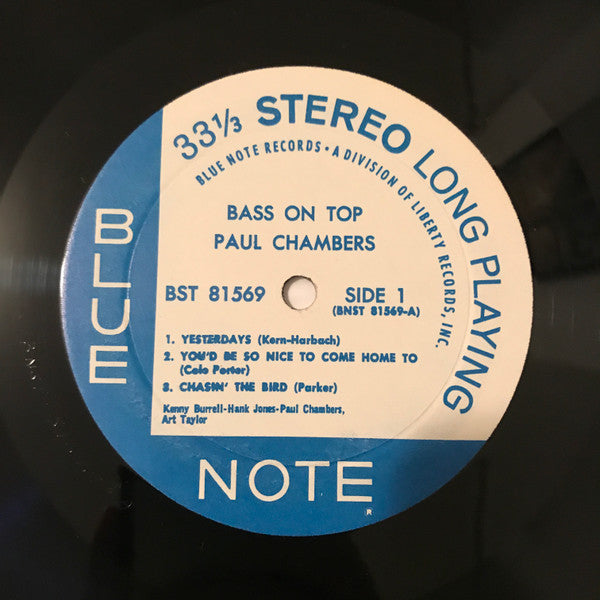 33⅓ STEREO LONG PLAYING
BLUE NOTE RECORDS • A DIVISION OF LIBERTY RECORDS, INC.
BASS ON TOP
PAUL CHAMBERS
BST 81569
SIDE 1
(BNST 81569-A)
1. YESTERDAYS (Kern-Harbach)
2. YOU'D BE SO NICE TO COME HOME TO
(Cole Porter)
3. CHASIN' THE BIRD (Parker)
Kenny Burrell-Hank Jones-Paul Chambers,
Art Taylor
BLUE
NOTE
®